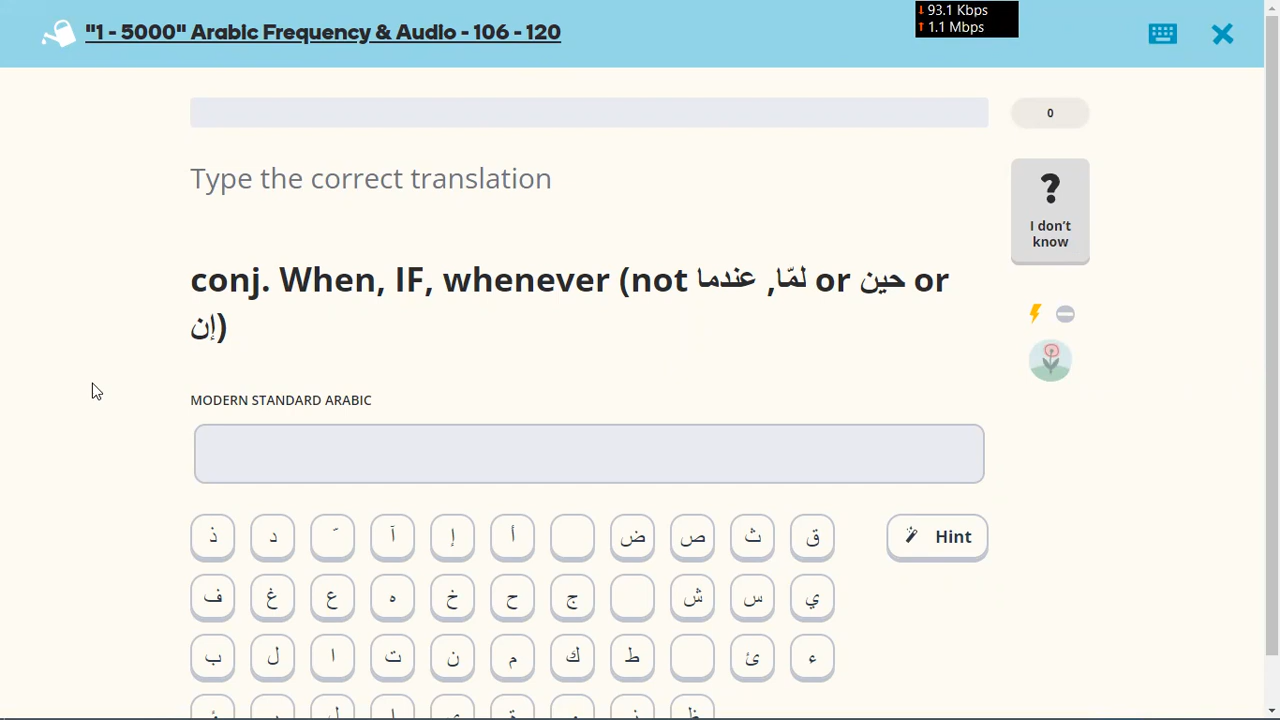 "1 - 5000" Arabic Frequency & Audio - 106 - 120
93.1 Kbps
1.1 Mbps
0
Type the correct translation
?
I don't
know
conj. When, IF, whenever (not لمّا, عندما or حين or
إن)
MODERN STANDARD ARABIC
ذ د َ آ إ أ ض ص ث ق
Hint
ف غ ع ه خ ح ج ش س ي
ب ل ا ت ن م ك ط ئ ء